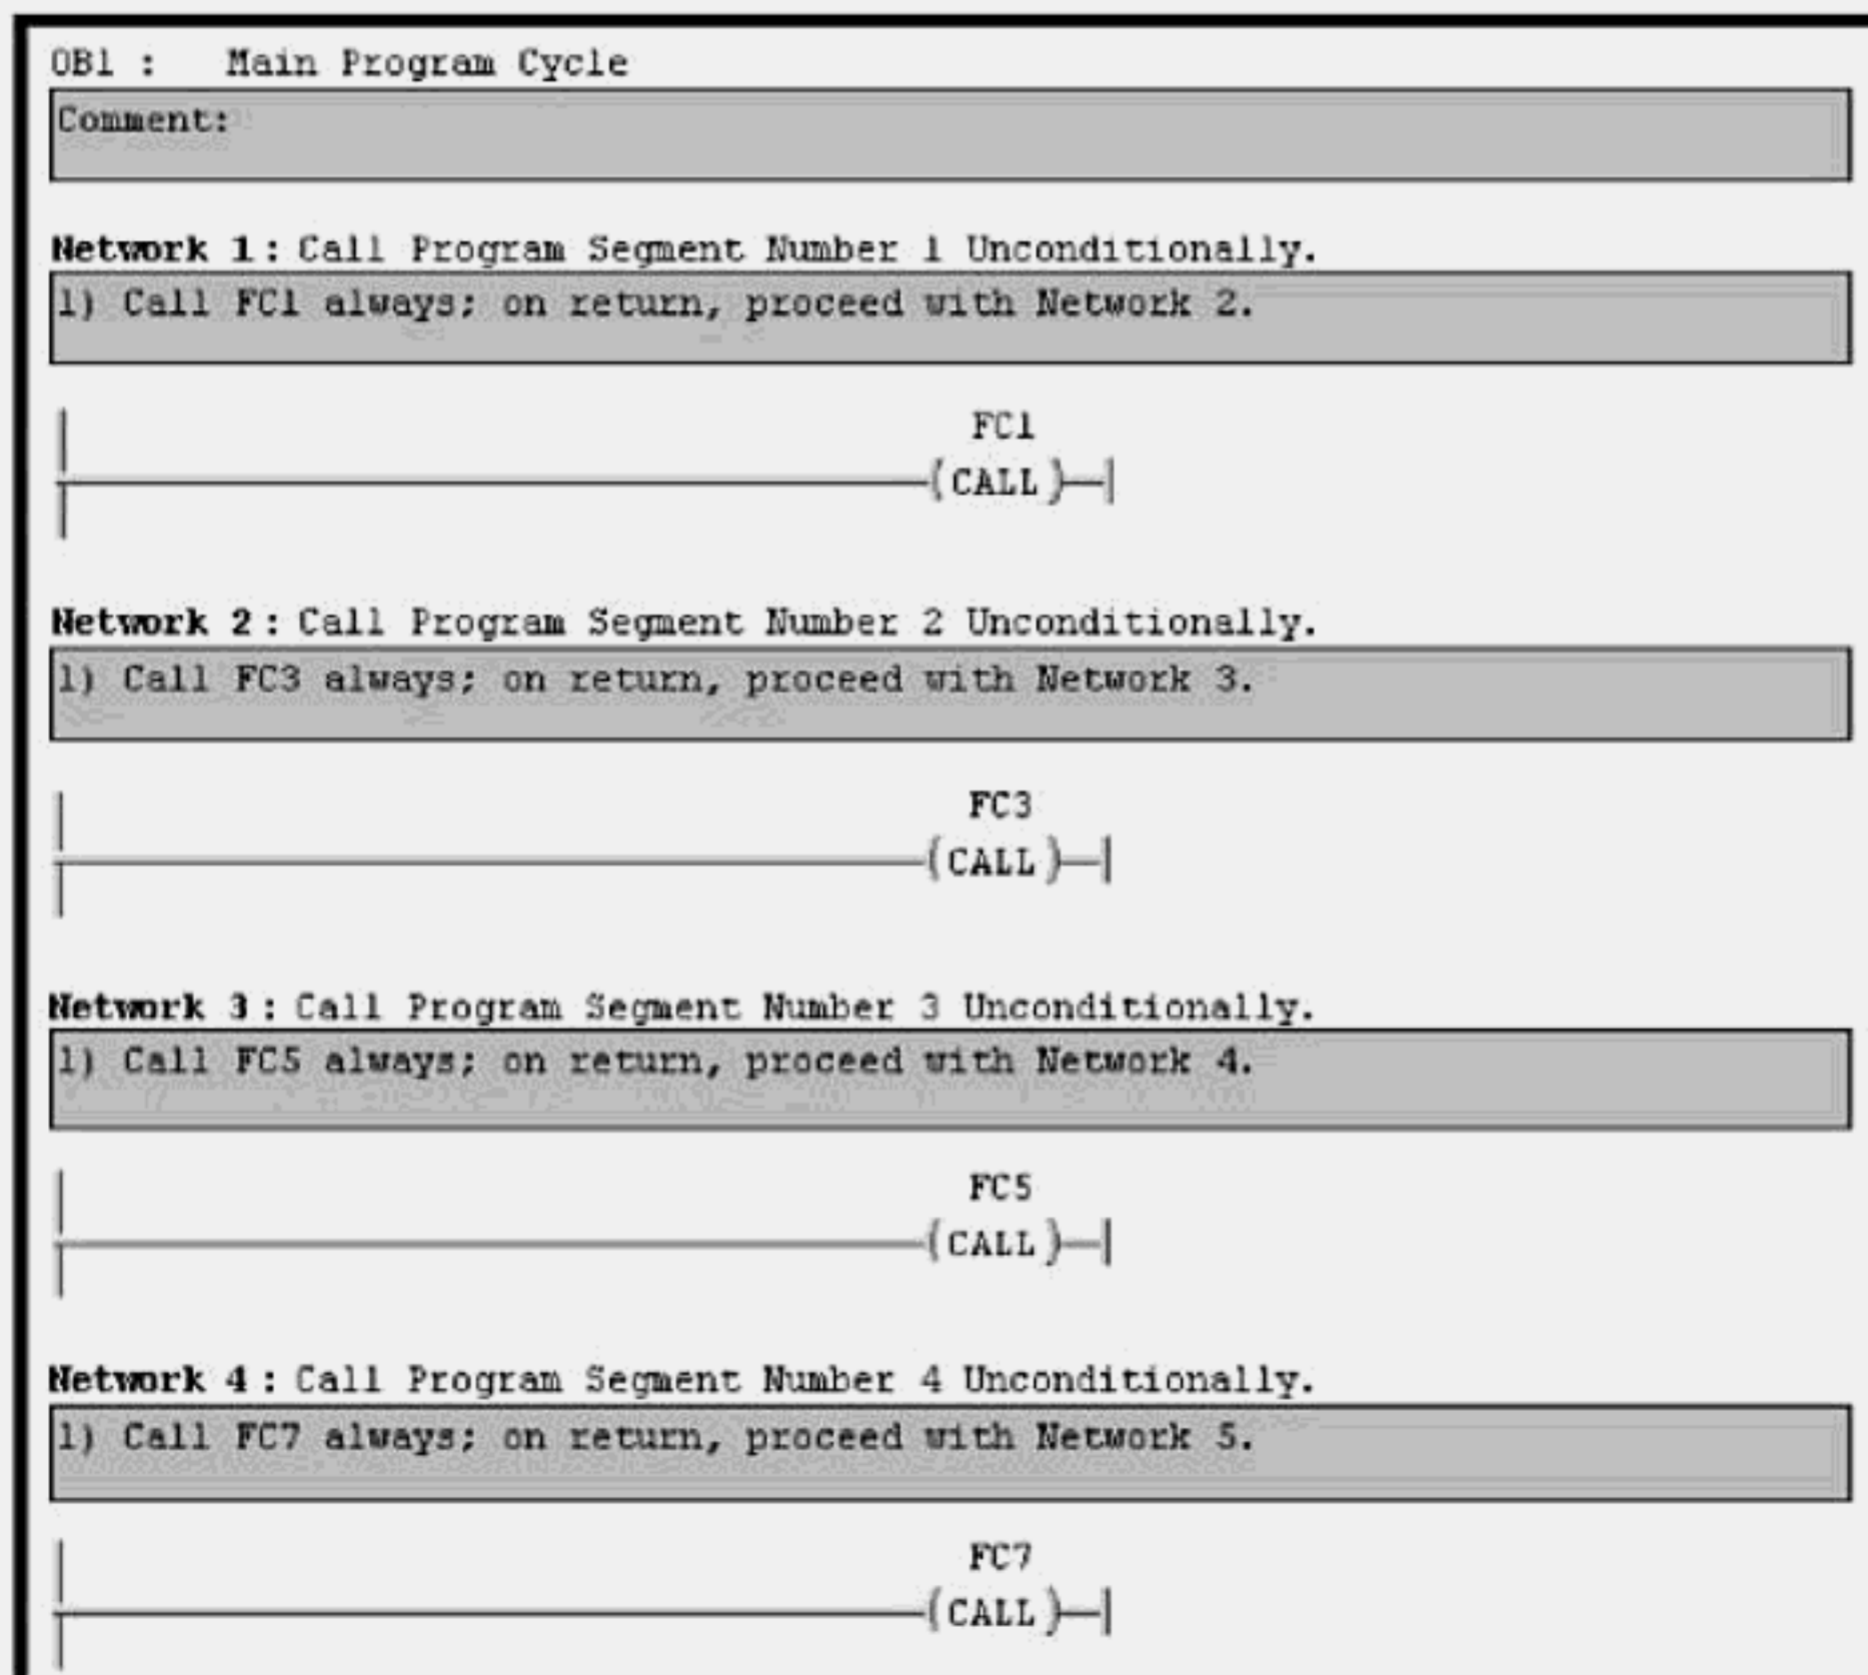 OB1 : Main Program Cycle
Comment:
Network 1: Call Program Segment Number 1 Unconditionally.
1) Call FC1 always; on return, proceed with Network 2.
FC1
(CALL)
Network 2: Call Program Segment Number 2 Unconditionally.
1) Call FC3 always; on return, proceed with Network 3.
FC3
(CALL)
Network 3: Call Program Segment Number 3 Unconditionally.
1) Call FC5 always; on return, proceed with Network 4.
FC5
(CALL)
Network 4: Call Program Segment Number 4 Unconditionally.
1) Call FC7 always; on return, proceed with Network 5.
FC7
(CALL)